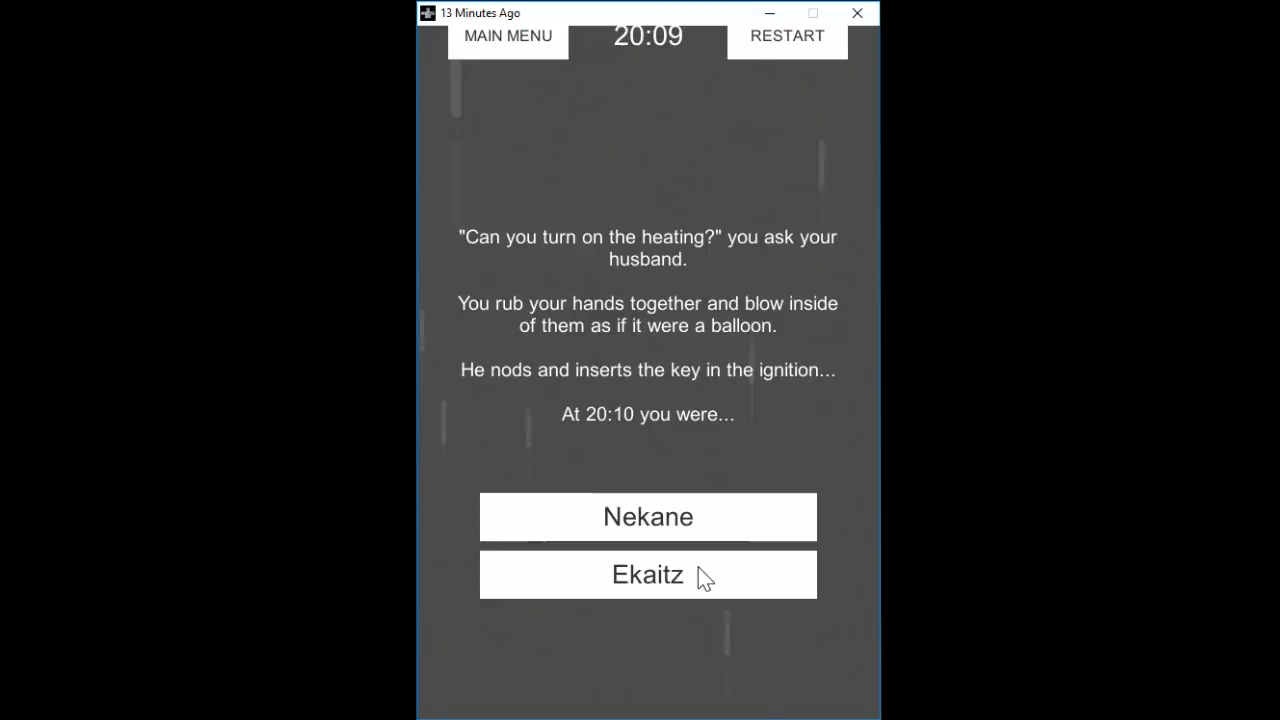 13 Minutes Ago
MAIN MENU
20:09
RESTART
"Can you turn on the heating?" you ask your
husband.
You rub your hands together and blow inside
of them as if it were a balloon.
He nods and inserts the key in the ignition...
At 20:10 you were...
Nekane
Ekaitz